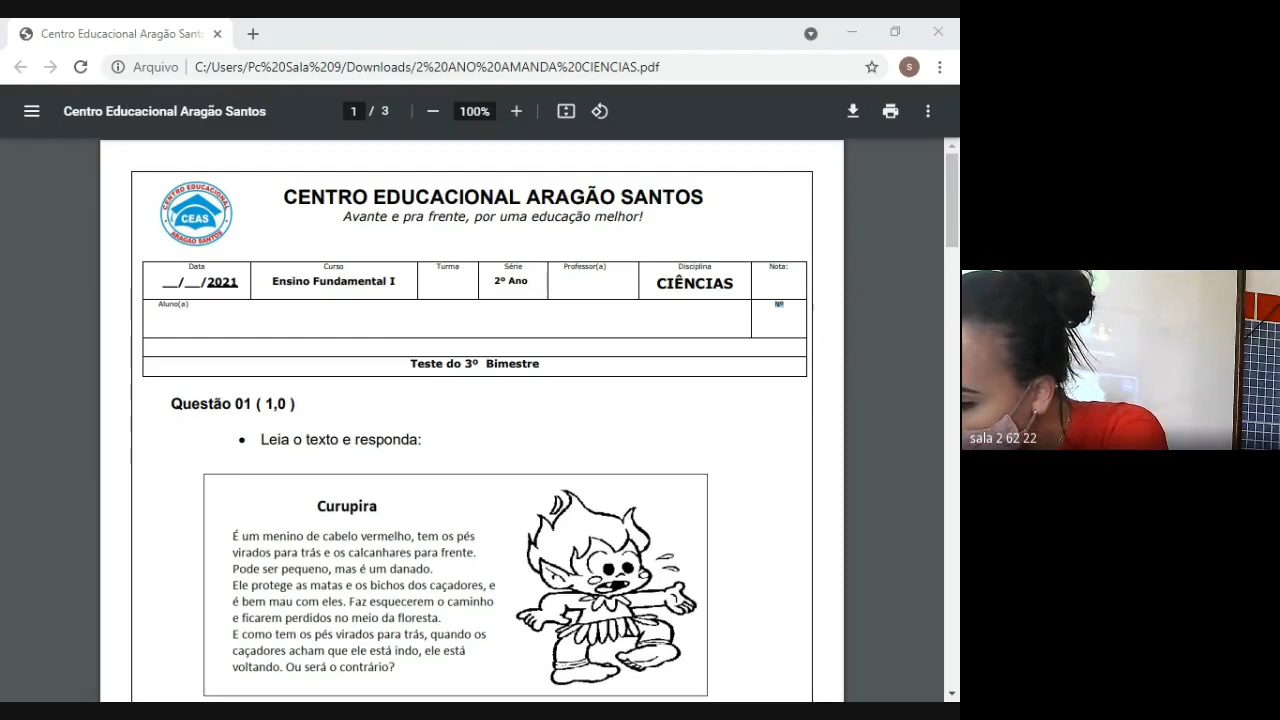 Centro Educacional Aragão Sant
Arquivo
C:/Users/Pc%20Sala%209/Downloads/2%20ANO%20AMANDA%20CIENCIAS.pdf
S
Centro Educacional Aragão Santos
1 / 3
100%
CENTRO EDUCACIONAL
CEAS
ARAGÃO SANTOS
CENTRO EDUCACIONAL ARAGÃO SANTOS
Avante e pra frente, por uma educação melhor!
Data
Curso
Turma
Série
Professor(a)
Disciplina
Nota:
__/__/2021
Ensino Fundamental I
2º Ano
CIÊNCIAS
Aluno(a)
Nº
Teste do 3º Bimestre
Questão 01 ( 1,0 )
• Leia o texto e responda:
Curupira
É um menino de cabelo vermelho, tem os pés
virados para trás e os calcanhares para frente.
Pode ser pequeno, mas é um danado.
Ele protege as matas e os bichos dos caçadores, e
é bem mau com eles. Faz esquecerem o caminho
e ficarem perdidos no meio da floresta.
E como tem os pés virados para trás, quando os
caçadores acham que ele está indo, ele está
voltando. Ou será o contrário?
sala 2 62 22